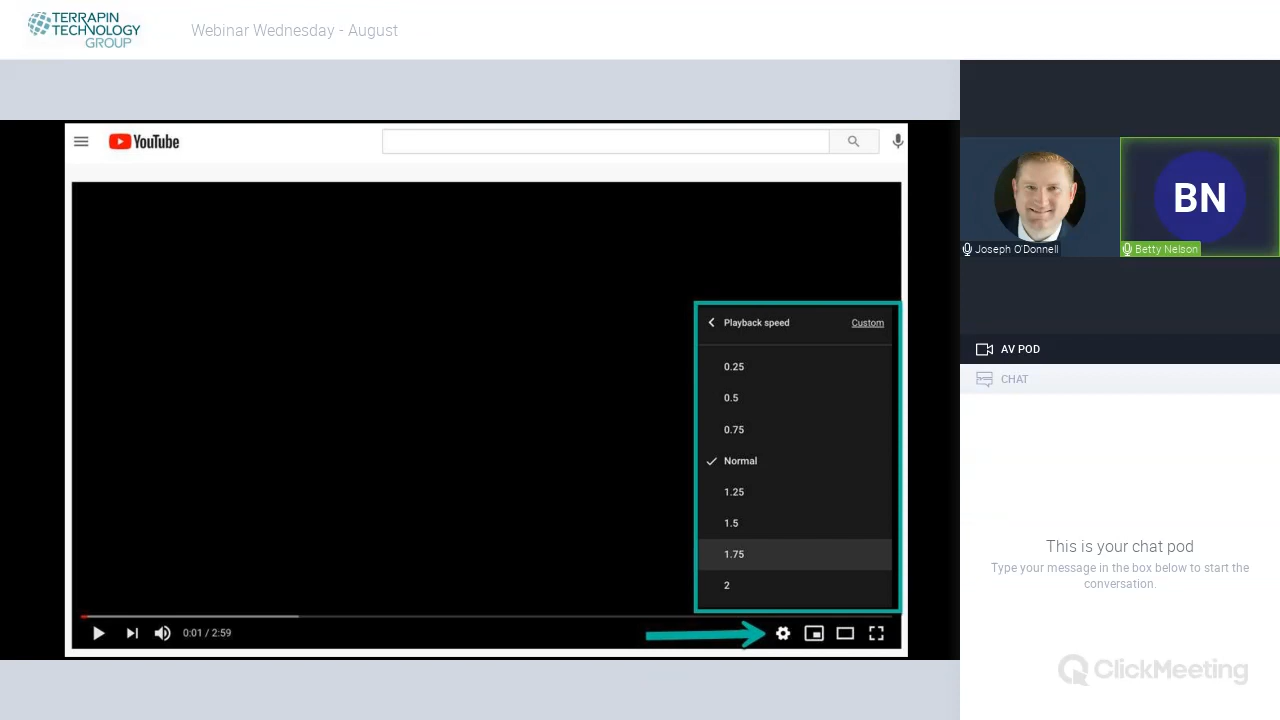 TERRAPIN
TECHNOLOGY
GROUP
Webinar Wednesday - August
YouTube
Playback speed
Custom
0.25
0.5
0.75
Normal
1.25
1.5
1.75
2
0:01 / 2:59
BN
Joseph O'Donnell
Betty Nelson
AV POD
CHAT
This is your chat pod
Type your message in the box below to start the
conversation.
ClickMeeting